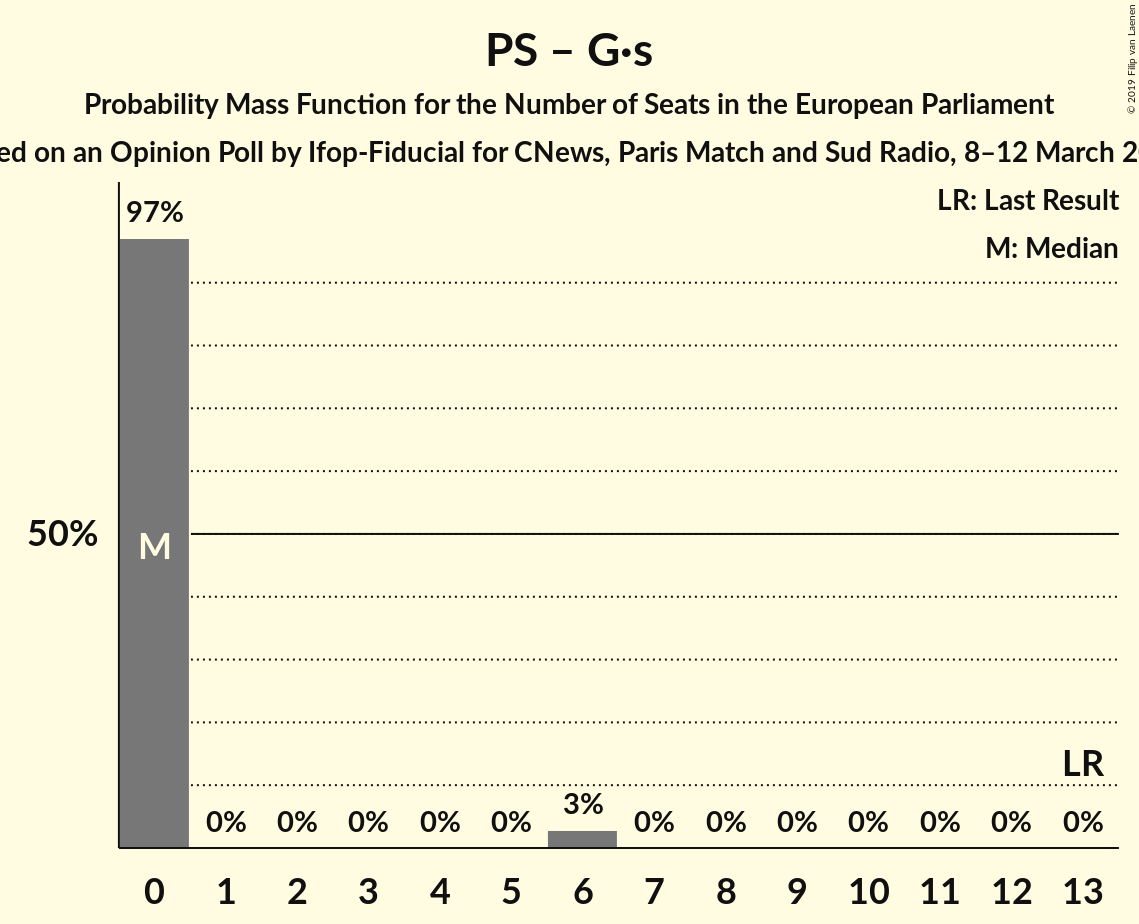 PS – G·s
Probability Mass Function for the Number of Seats in the European Parliament
on an Opinion Poll by Ifop-Fiducial for CNews, Paris Match and Sud Radio, 8–12 March
© 2019 Filip van Laenen
LR: Last Result
M: Median
97%
50%
M
LR
0% 0% 0% 0% 0% 3% 0% 0% 0% 0% 0% 0% 0%
0 1 2 3 4 5 6 7 8 9 10 11 12 13